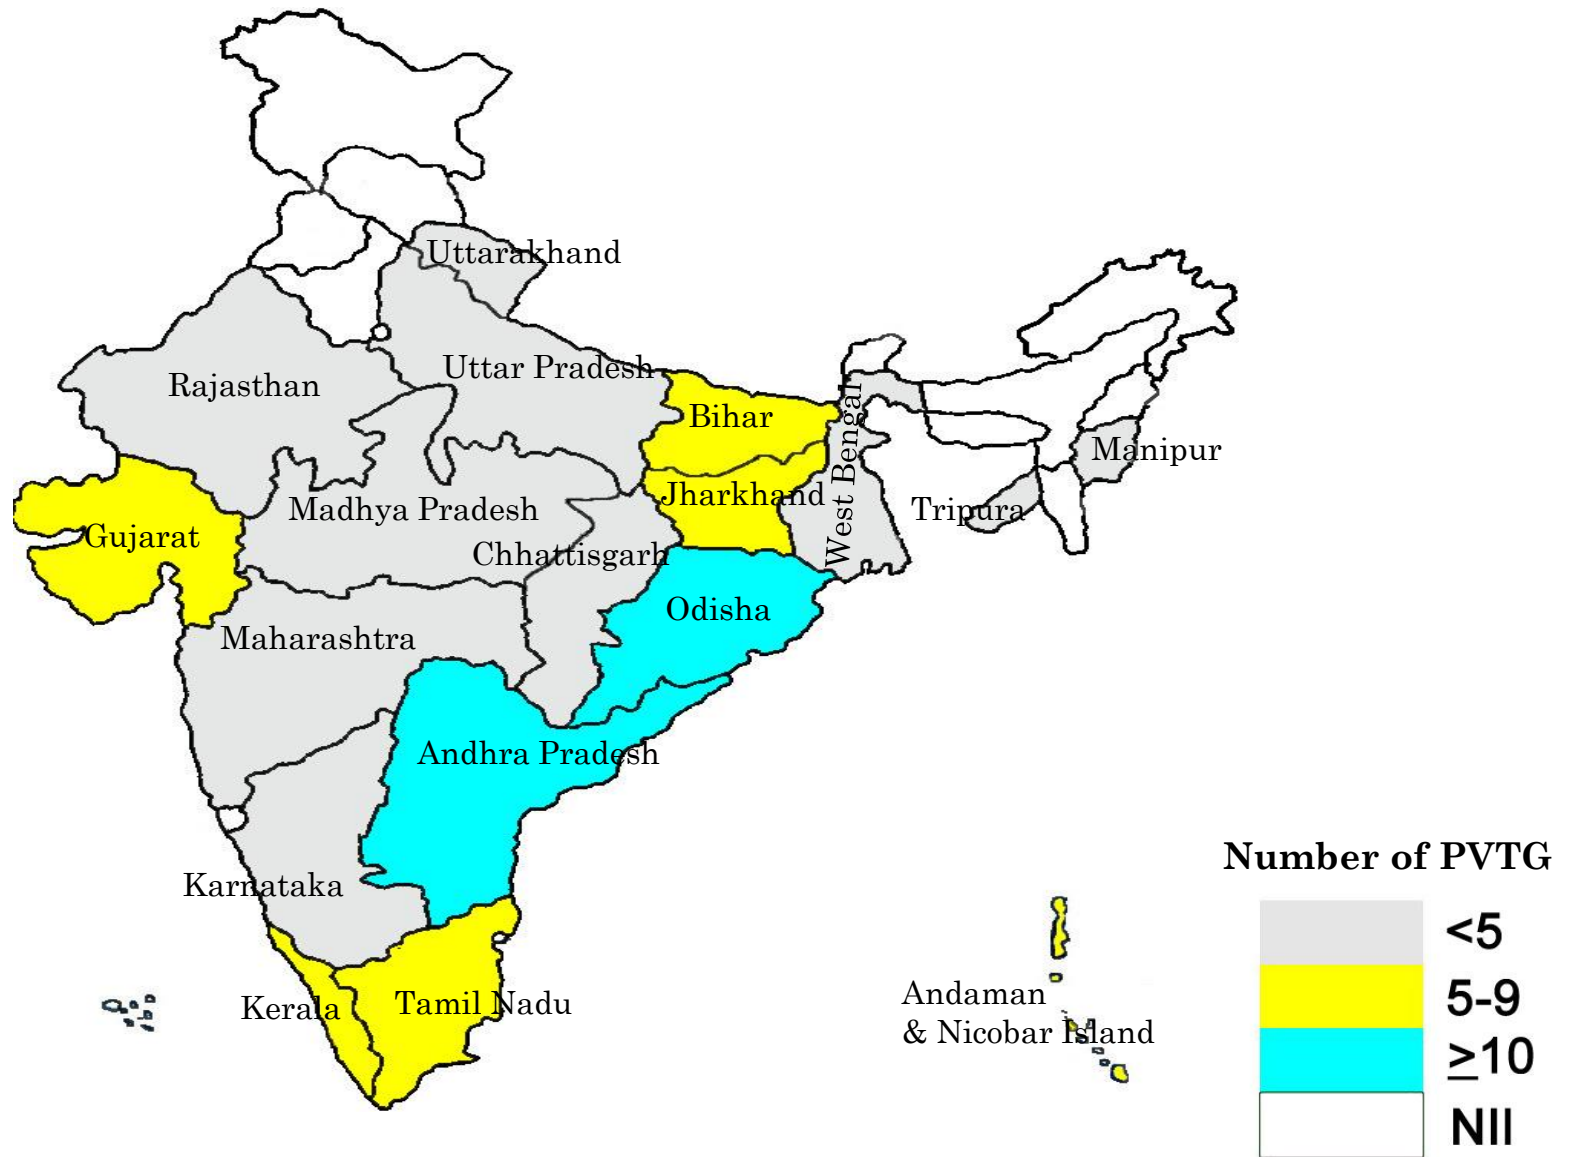 Uttarakhand
Uttar Pradesh
Rajasthan
Bihar
West Bengal
Manipur
Jharkhand
Madhya Pradesh
Tripura
Gujarat
Chhattisgarh
Odisha
Maharashtra
Andhra Pradesh
Karnataka
Kerala
Tamil Nadu
Andaman
& Nicobar Island
Number of PVTG
<5
5-9
≥10
NIl